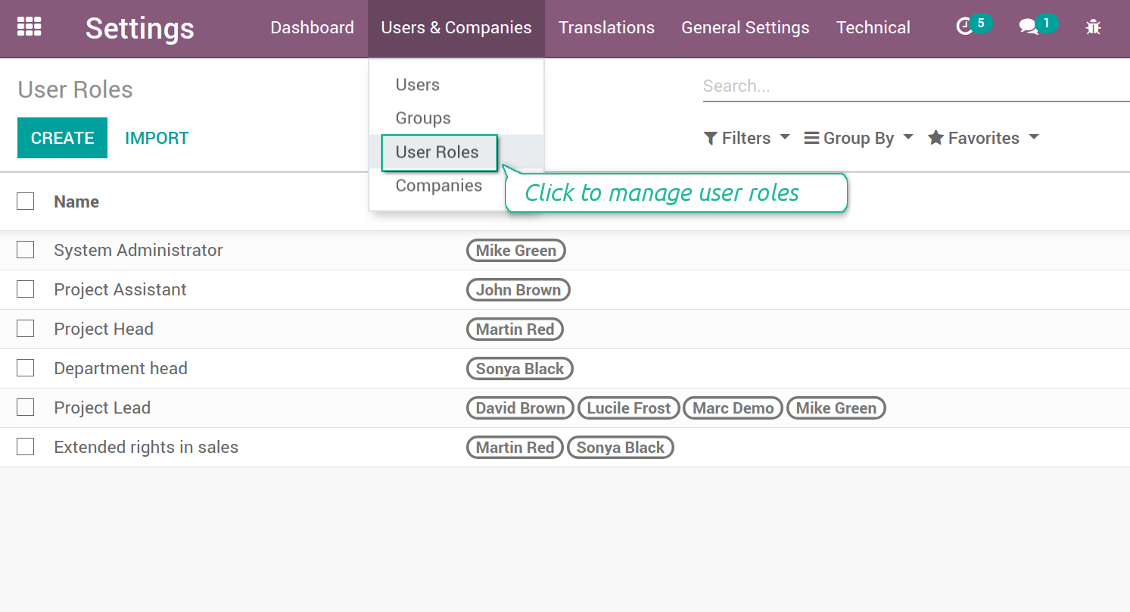 Settings Dashboard Users & Companies Translations General Settings Technical 5 1
User Roles
Search...
CREATE IMPORT
Filters Group By Favorites
Users
Groups
User Roles
Companies
Click to manage user roles
Name
System Administrator Mike Green
Project Assistant John Brown
Project Head Martin Red
Department head Sonya Black
Project Lead David Brown Lucile Frost Marc Demo Mike Green
Extended rights in sales Martin Red Sonya Black